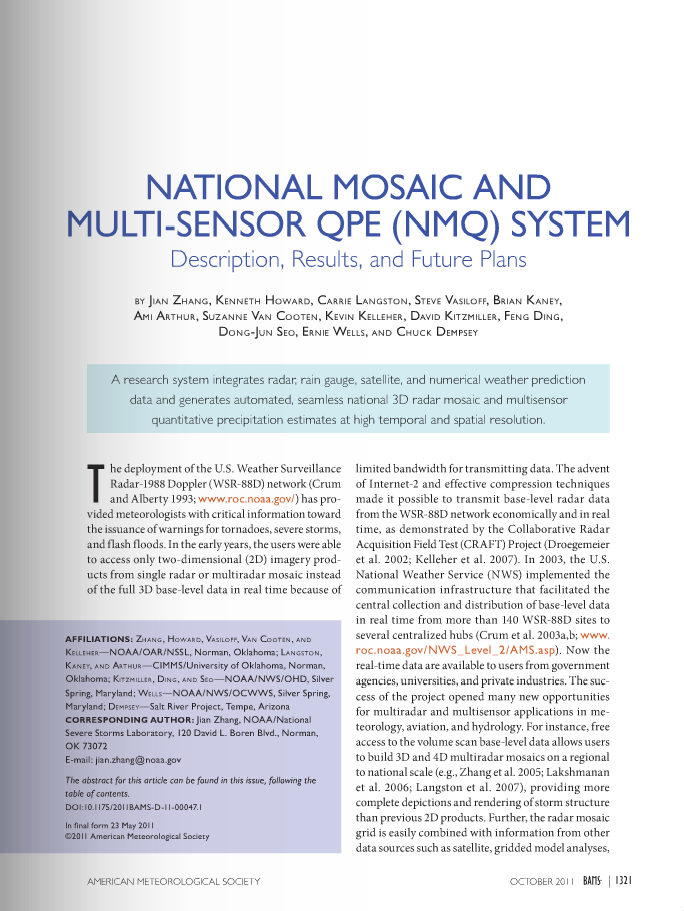 NATIONAL MOSAIC AND
MULTI-SENSOR QPE (NMQ) SYSTEM
Description, Results, and Future Plans
BY JIAN ZHANG, KENNETH HOWARD, CARRIE LANGSTON, STEVE VASILOFF, BRIAN KANEY,
AMI ARTHUR, SUZANNE VAN COOTEN, KEVIN KELLEHER, DAVID KITZMILLER, FENG DING,
DONG-JUN SEO, ERNIE WELLS, AND CHUCK DEMPSEY
A research system integrates radar, rain gauge, satellite, and numerical weather prediction
data and generates automated, seamless national 3D radar mosaic and multisensor
quantitative precipitation estimates at high temporal and spatial resolution.
The deployment of the U.S. Weather Surveillance
Radar-1988 Doppler (WSR-88D) network (Crum
and Alberty 1993; www.roc.noaa.gov/) has pro-
vided meteorologists with critical information toward
the issuance of warnings for tornadoes, severe storms,
and flash floods. In the early years, the users were able
to access only two-dimensional (2D) imagery prod-
ucts from single radar or multiradar mosaic instead
of the full 3D base-level data in real time because of
AFFILIATIONS: ZHANG, HOWARD, VASILOFF, VAN COOTEN, AND
KELLEHER—NOAA/OAR/NSSL, Norman, Oklahoma; LANGSTON,
KANEY, AND ARTHUR—CIMMS/University of Oklahoma, Norman,
Oklahoma; KITZMILLER, DING, AND SEO—NOAA/NWS/OHD, Silver
Spring, Maryland; WELLS—NOAA/NWS/OCWWS, Silver Spring,
Maryland; DEMPSEY—Salt River Project, Tempe, Arizona
CORRESPONDING AUTHOR: Jian Zhang, NOAA/National
Severe Storms Laboratory, 120 David L. Boren Blvd., Norman,
OK 73072
E-mail: jian.zhang@noaa.gov
The abstract for this article can be found in this issue, following the
table of contents.
DOI:10.1175/2011BAMS-D-11-00047.1
In final form 23 May 2011
©2011 American Meteorological Society
limited bandwidth for transmitting data. The advent
of Internet-2 and effective compression techniques
made it possible to transmit base-level radar data
from the WSR-88D network economically and in real
time, as demonstrated by the Collaborative Radar
Acquisition Field Test (CRAFT) Project (Droegemeier
et al. 2002; Kelleher et al. 2007). In 2003, the U.S.
National Weather Service (NWS) implemented the
communication infrastructure that facilitated the
central collection and distribution of base-level data
in real time from more than 140 WSR-88D sites to
several centralized hubs (Crum et al. 2003a,b; www.
roc.noaa.gov/NWS_Level_2/AMS.asp). Now the
real-time data are available to users from government
agencies, universities, and private industries. The suc-
cess of the project opened many new opportunities
for multiradar and multisensor applications in me-
teorology, aviation, and hydrology. For instance, free
access to the volume scan base-level data allows users
to build 3D and 4D multiradar mosaics on a regional
to national scale (e.g., Zhang et al. 2005; Lakshmanan
et al. 2006; Langston et al. 2007), providing more
complete depictions and rendering of storm structure
than previous 2D products. Further, the radar mosaic
grid is easily combined with information from other
data sources such as satellite, gridded model analyses,
AMERICAN METEOROLOGICAL SOCIETY
OCTOBER 2011 BAMS | 1321